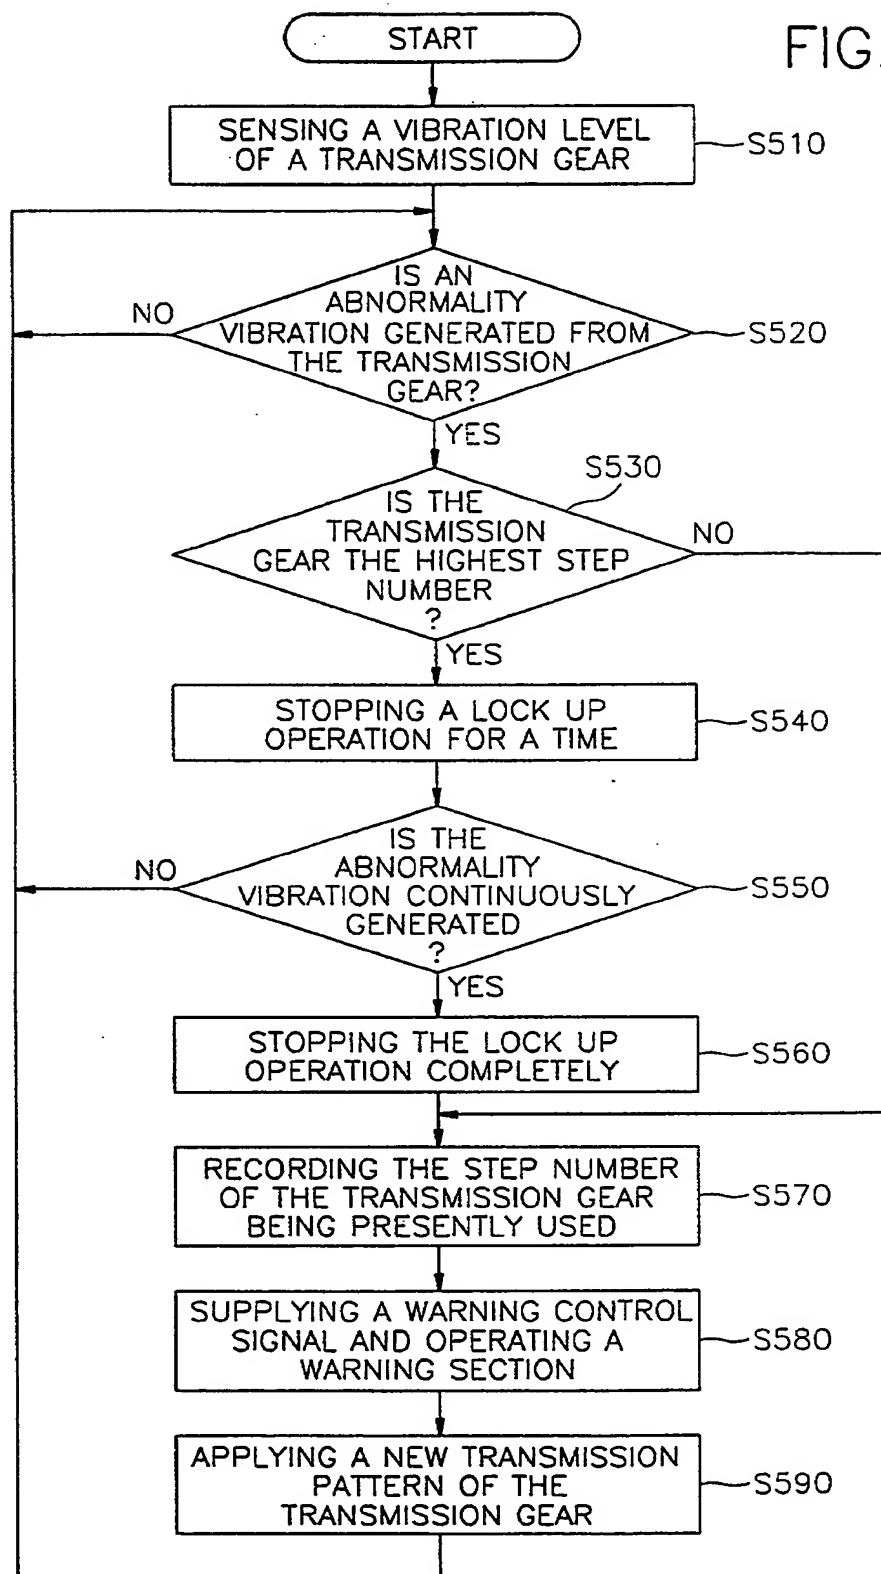 START
FIG.
SENSING A VIBRATION LEVEL
OF A TRANSMISSION GEAR
S510
IS AN
ABNORMALITY
VIBRATION GENERATED FROM
THE TRANSMISSION
GEAR?
NO
S520
YES
S530
IS THE
TRANSMISSION
GEAR THE HIGHEST STEP
NUMBER
?
NO
YES
STOPPING A LOCK UP
OPERATION FOR A TIME
S540
IS THE
ABNORMALITY
VIBRATION CONTINUOUSLY
GENERATED
?
NO
S550
YES
STOPPING THE LOCK UP
OPERATION COMPLETELY
S560
RECORDING THE STEP NUMBER
OF THE TRANSMISSION GEAR
BEING PRESENTLY USED
S570
SUPPLYING A WARNING CONTROL
SIGNAL AND OPERATING A
WARNING SECTION
S580
APPLYING A NEW TRANSMISSION
PATTERN OF THE
TRANSMISSION GEAR
S590